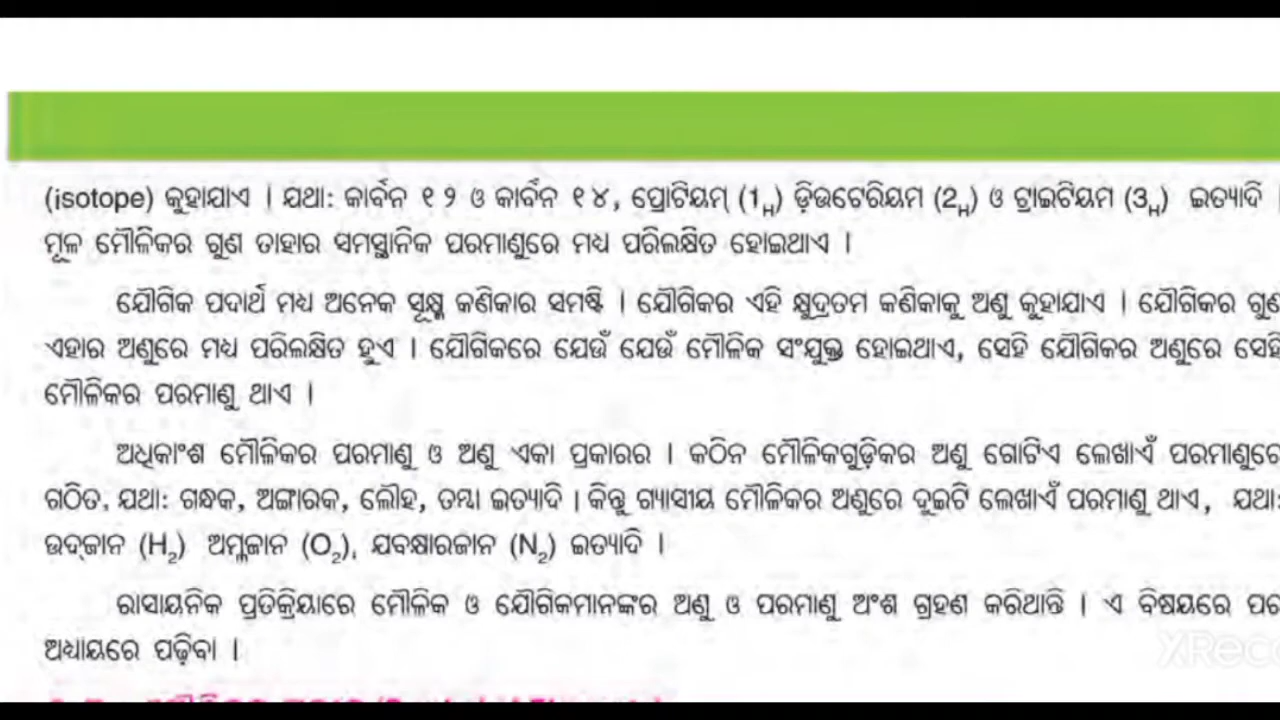 (isotope) କୁହାଯାଏ । ଯଥା: କାର୍ବନ ୧୨ ଓ କାର୍ବନ ୧୪, ପ୍ରୋଟିୟମ୍ (1H) ଡ଼ିଉଟେରିୟମ (2H) ଓ ଟ୍ରାଇଟିୟମ (3H) ଇତ୍ୟାଦି ।
ମୂଳ ମୌଳିକର ଗୁଣ ତାହାର ସମସ୍ଥାନିକ ପରମାଣୁରେ ମଧ୍ୟ ପରିଲକ୍ଷିତ ହୋଇଥାଏ ।
ଯୌଗିକ ପଦାର୍ଥ ମଧ୍ୟ ଅନେକ ସୂକ୍ଷ୍ମ କଣିକାର ସମଷ୍ଟି । ଯୌଗିକର ଏହି କ୍ଷୁଦ୍ରତମ କଣିକାକୁ ଅଣୁ କୁହାଯାଏ । ଯୌଗିକର ଗୁଣ
ଏହାର ଅଣୁରେ ମଧ୍ୟ ପରିଲକ୍ଷିତ ହୁଏ । ଯୌଗିକରେ ଯେଉଁ ଯେଉଁ ମୌଳିକ ସଂଯୁକ୍ତ ହୋଇଥାଏ, ସେହି ଯୌଗିକର ଅଣୁରେ ସେହି
ମୌଳିକର ପରମାଣୁ ଥାଏ ।
ଅଧିକାଂଶ ମୌଳିକର ପରମାଣୁ ଓ ଅଣୁ ଏକା ପ୍ରକାରର । କଠିନ ମୌଳିକଗୁଡ଼ିକର ଅଣୁ ଗୋଟିଏ ଲେଖାଏଁ ପରମାଣୁରେ
ଗଠିତ, ଯଥା: ଗନ୍ଧକ, ଅଙ୍ଗାରକ, ଲୌହ, ତମ୍ବା ଇତ୍ୟାଦି । କିନ୍ତୁ ଗ୍ୟାସୀୟ ମୌଳିକର ଅଣୁରେ ଦୁଇଟି ଲେଖାଏଁ ପରମାଣୁ ଥାଏ, ଯଥା:
ଉଦ୍‌ଜାନ (H₂) ଅମ୍ଳଜାନ (O₂), ଯବକ୍ଷାରଜାନ (N₂) ଇତ୍ୟାଦି ।
ରାସାୟନିକ ପ୍ରତିକ୍ରିୟାରେ ମୌଳିକ ଓ ଯୌଗିକମାନଙ୍କର ଅଣୁ ଓ ପରମାଣୁ ଅଂଶ ଗ୍ରହଣ କରିଥାନ୍ତି । ଏ ବିଷୟରେ ପର
ଅଧ୍ୟାୟରେ ପଢ଼ିବା ।